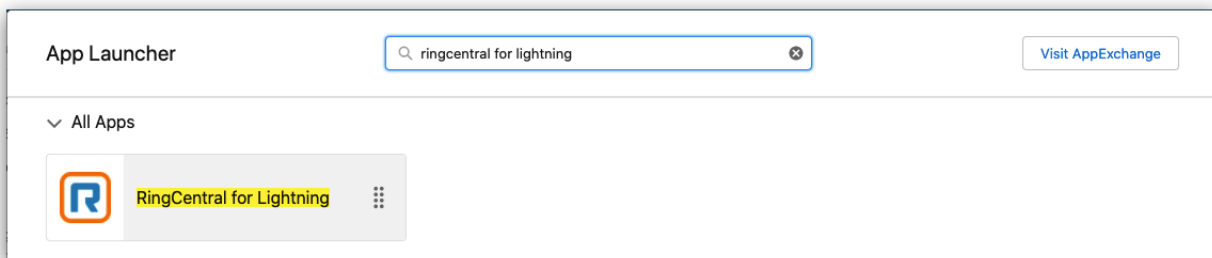 App Launcher
ringcentral for lightning
Visit AppExchange
All Apps
RingCentral for Lightning